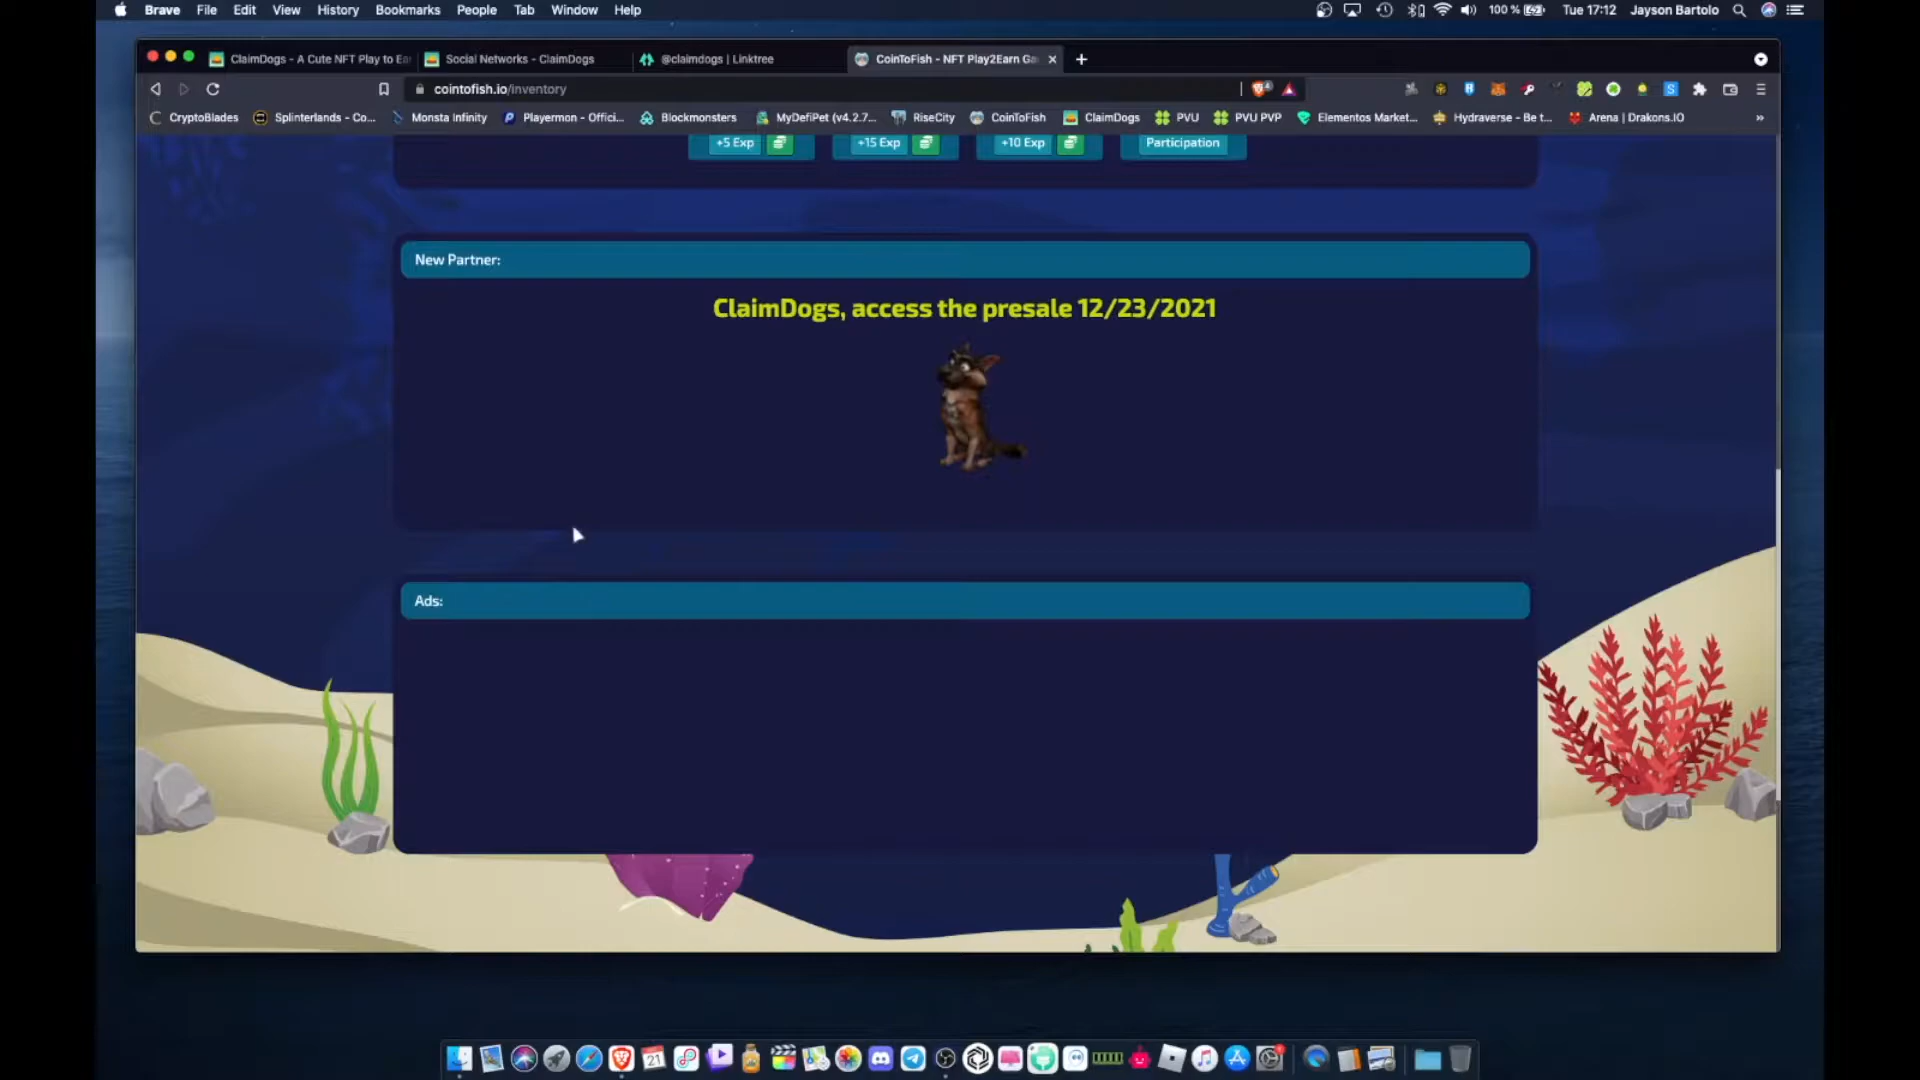 Brave File Edit View History Bookmarks People Tab Window Help 100 % Tue 17:12 Jayson Bartolo
ClaimDogs - A Cute NFT Play to Ea Social Networks - ClaimDogs @claimdogs | Linktree CoinToFish - NFT Play2Earn Ga
cointofish.io/inventory
CryptoBlades Splinterlands - Co... Monsta Infinity Playermon - Offici... Blockmonsters MyDefiPet (v4.2.7... RiseCity CoinToFish ClaimDogs PVU PVU PVP Elementos Market... Hydraverse - Be t... Arena | Drakons.IO »
+5 Exp +15 Exp +10 Exp Participation
New Partner:
ClaimDogs, access the presale 12/23/2021
Ads:
21